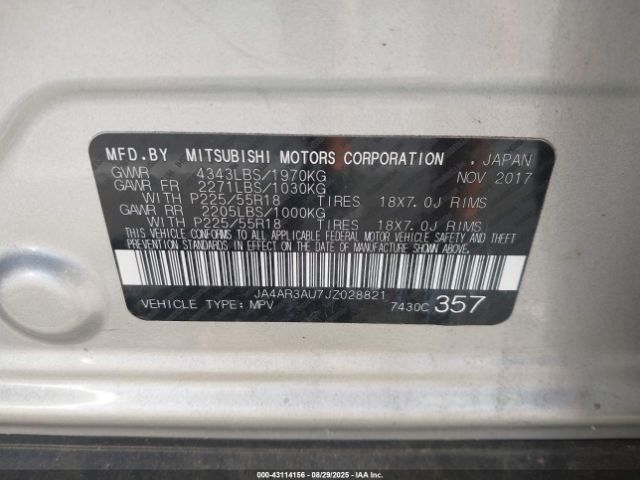 MFD.BY MITSUBISHI MOTORS CORPORATION . JAPAN
GVWR 4343LBS/1970KG NOV 2017
GAWR FR 2271LBS/1030KG
WITH P225/55R18 TIRES 18X7.0J RIMS
GAWR RR 2205LBS/1000KG
WITH P225/55R18 TIRES 18X7.0J RIMS
THIS VEHICLE CONFORMS TO ALL APPLICABLE FEDERAL MOTOR VEHICLE SAFETY AND THEFT
PREVENTION STANDARDS IN EFFECT ON THE DATE OF MANUFACTURE SHOWN ABOVE.
JA4AR3AU7JZ028821
VEHICLE TYPE: MPV 7430C 357
000-43114156 - 08/29/2025 - IAA Inc.